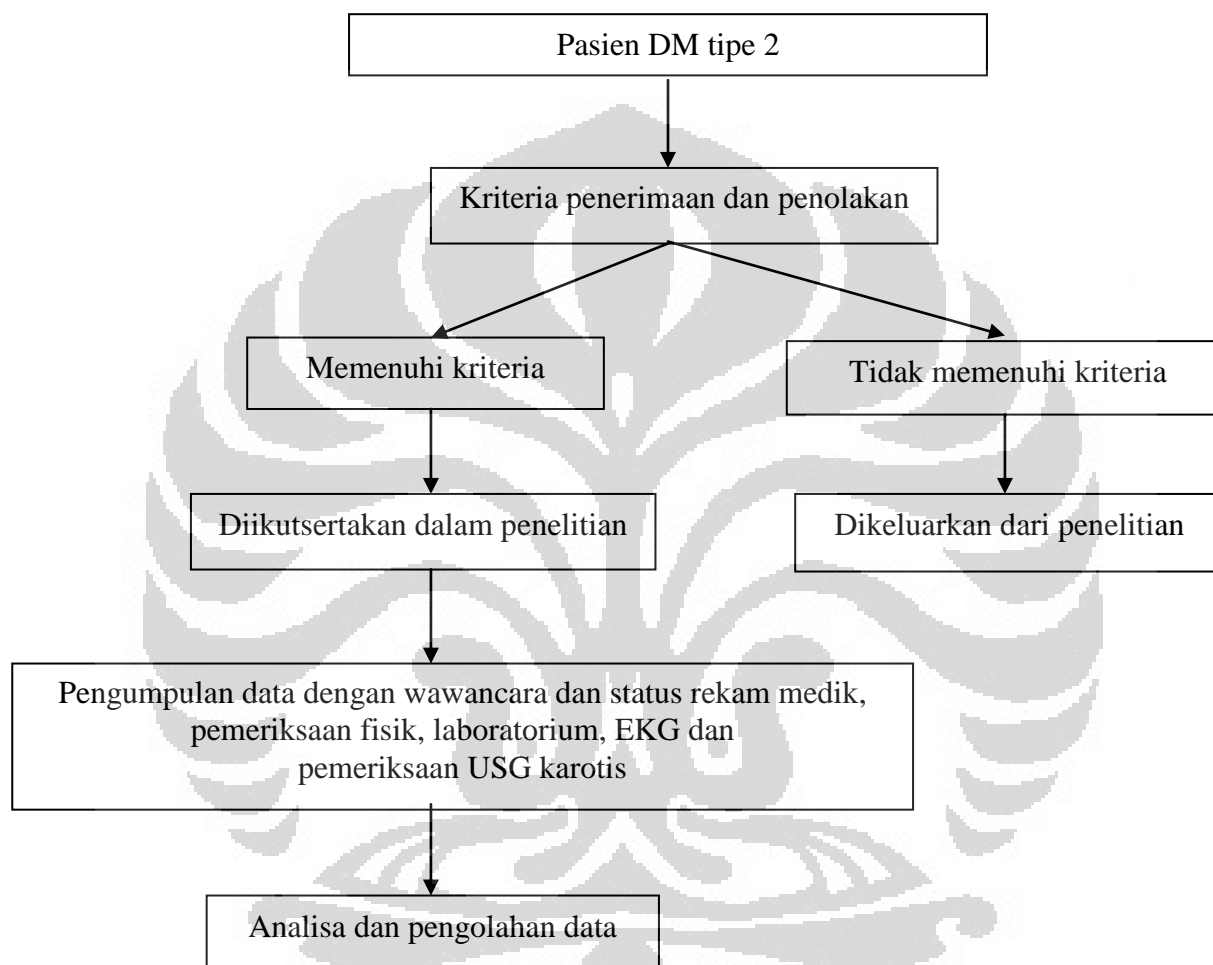 Pasien DM tipe 2
Kriteria penerimaan dan penolakan
Memenuhi kriteria
Tidak memenuhi kriteria
Diikutsertakan dalam penelitian
Dikeluarkan dari penelitian
Pengumpulan data dengan wawancara dan status rekam medik,
pemeriksaan fisik, laboratorium, EKG dan
pemeriksaan USG karotis
Analisa dan pengolahan data